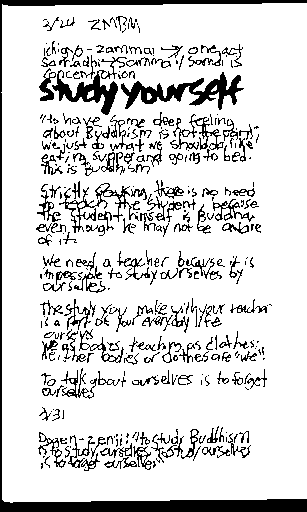 3/24 ZMBM
ichigyo-zammai → one act
samadhi → sammai / samai is
concentration
Study yourself
"to have some deep feeling
about Buddhism is not the point;
we just do what we should do, like
eating supper and going to bed.
This is Buddhism"
Strictly speaking, there is no need
to teach the student, because
the student himself is Buddha,
even though he may not be aware
of it.
We need a teacher because it is
impossible to study ourselves by
ourselves.
The study you make with your teacher
is a part of your everyday life
ourselves
We as bodies, teaching as clothes;
neither bodies or clothes are "we".
To talk about ourselves is to forget
ourselves
3/31
Dogen-zenji: "to study Buddhism
is to study ourselves. to study ourselves
is to forget ourselves"